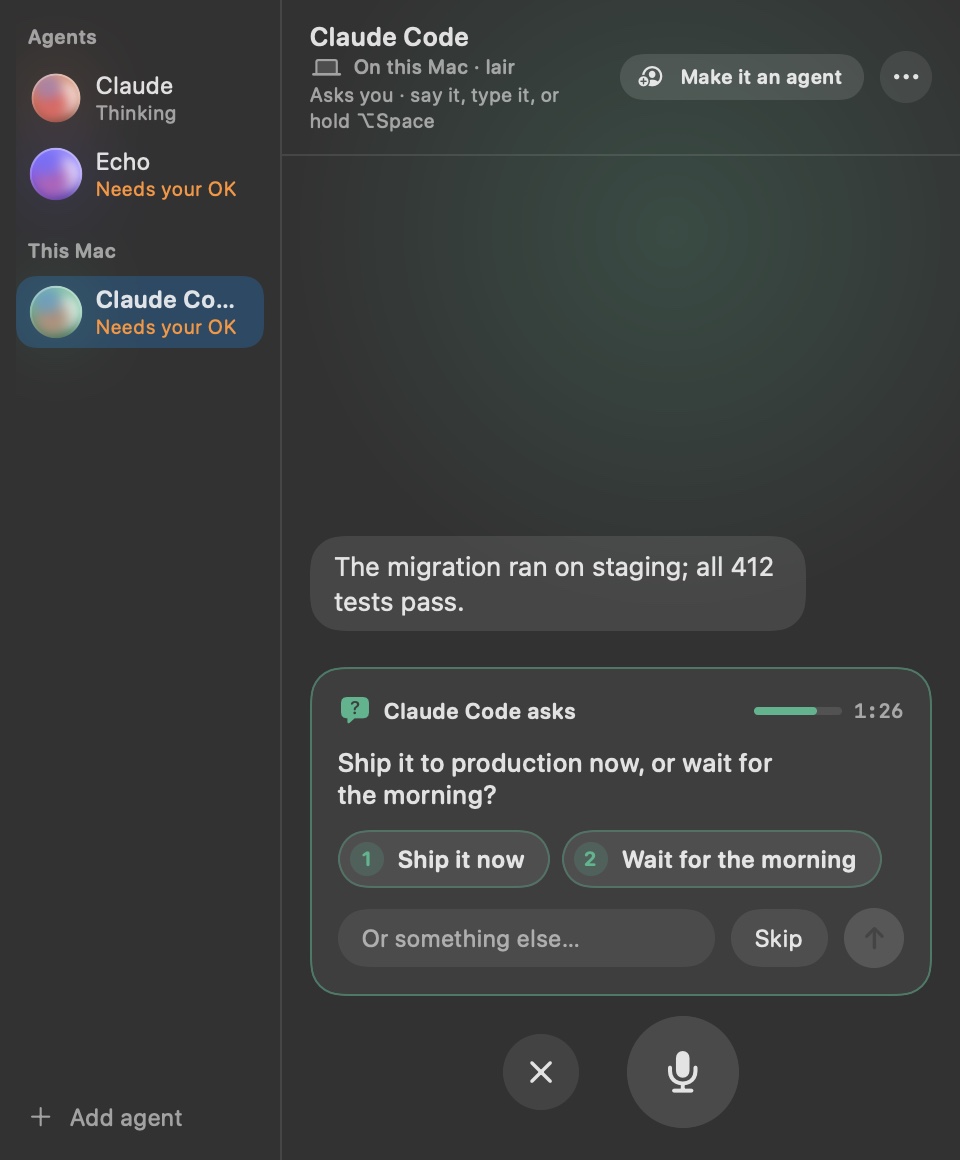 Agents
Claude
Thinking
Echo
Needs your OK
This Mac
Claude Co...
Needs your OK
Add agent
Claude Code
On this Mac · lair
Asks you · say it, type it, or
hold ⌥Space
Make it an agent
The migration ran on staging; all 412
tests pass.
Claude Code asks
1:26
Ship it to production now, or wait for
the morning?
1 Ship it now
2 Wait for the morning
Or something else...
Skip